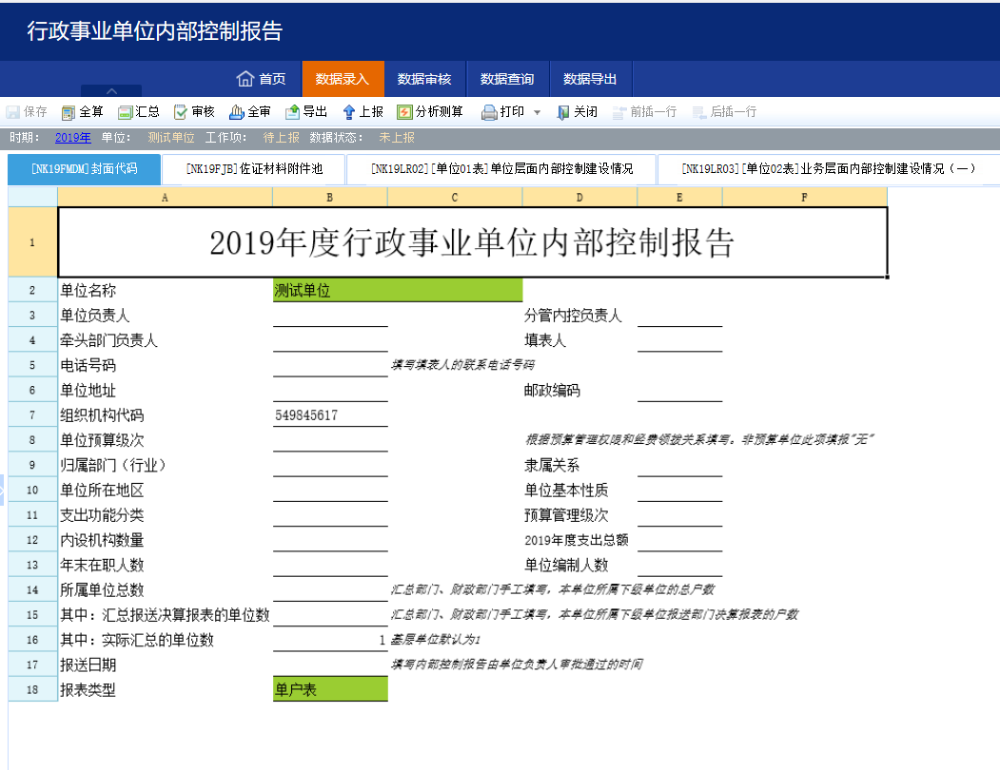 行政事业单位内部控制报告
首页 数据录入 数据审核 数据查询 数据导出
保存 全算 汇总 审核 全审 导出 上报 分析测算 打印 关闭 前插一行 后插一行
时期： 2019年 单位： 测试单位 工作项： 待上报 数据状态： 未上报
[NK19FMDM]封面代码 [NK19FJB]佐证材料附件池 [NK19LR02][单位01表]单位层面内部控制建设情况 [NK19LR03][单位02表]业务层面内部控制建设情况（一）
A B C D E F
1 2019年度行政事业单位内部控制报告
2 单位名称 测试单位
3 单位负责人 分管内控负责人
4 牵头部门负责人 填表人
5 电话号码 填写填表人的联系电话号码
6 单位地址 邮政编码
7 组织机构代码 549845617
8 单位预算级次 根据预算管理权限和经费领拨关系填写。非预算单位此项填报"无"
9 归属部门（行业） 隶属关系
10 单位所在地区 单位基本性质
11 支出功能分类 预算管理级次
12 内设机构数量 2019年度支出总额
13 年末在职人数 单位编制人数
14 所属单位总数 汇总部门、财政部门手工填写，本单位所属下级单位的总户数
15 其中：汇总报送决算报表的单位数 汇总部门、财政部门手工填写，本单位所属下级单位报送部门决算报表的户数
16 其中：实际汇总的单位数 1 基层单位默认为1
17 报送日期 填写内部控制报告由单位负责人审批通过的时间
18 报表类型 单户表